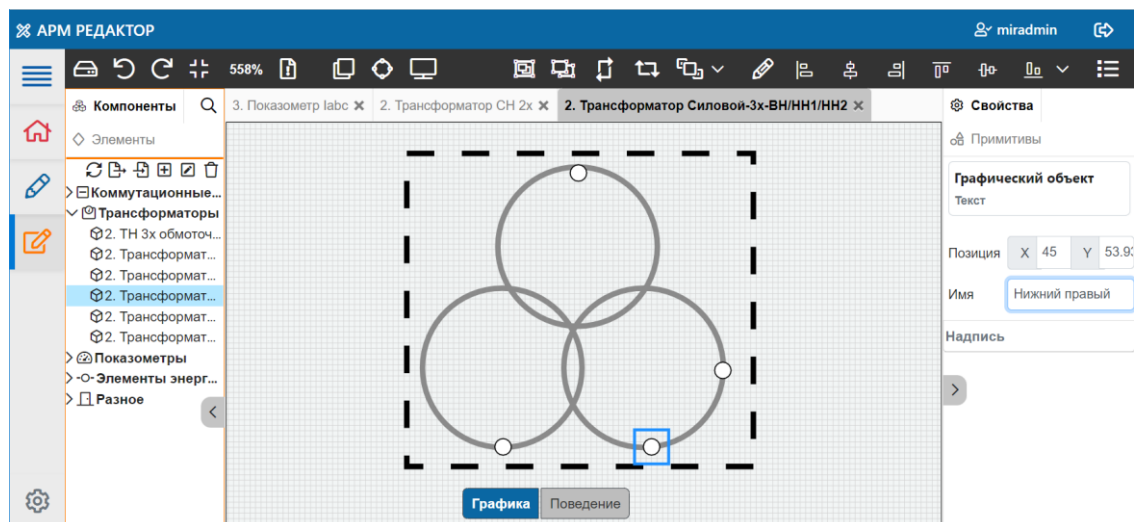 АРМ РЕДАКТОР
miradmin
558%
Компоненты
3. Показометр Iabc
2. Трансформатор СН 2х
2. Трансформатор Силовой-3х-ВН/НН1/НН2
Свойства
Элементы
Примитивы
Коммутационные...
Трансформаторы
2. ТН 3х обмоточ...
2. Трансформат...
2. Трансформат...
2. Трансформат...
2. Трансформат...
2. Трансформат...
Показометры
Элементы энерг...
Разное
Графический объект
Текст
Позиция X 45 Y 53.93
Имя Нижний правый
Надпись
Графика
Поведение